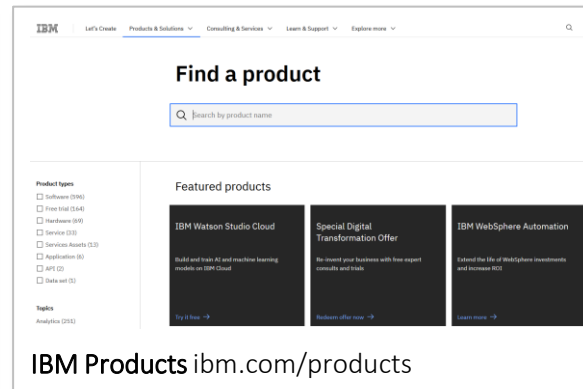 IBM
Let's Create Products & Solutions Consulting & Services Learn & Support Explore more
Find a product
Search by product name
Product types
Software (596)
Free trial (164)
Hardware (69)
Service (33)
Services Assets (13)
Application (6)
API (2)
Data set (1)
Topics
Analytics (251)
Featured products
IBM Watson Studio Cloud
Build and train AI and machine learning
models on IBM Cloud
Try it free →
Special Digital
Transformation Offer
Re-invent your business with free expert
consults and trials
Redeem offer now →
IBM WebSphere Automation
Extend the life of WebSphere investments
and increase ROI
Learn more →
IBM Products ibm.com/products